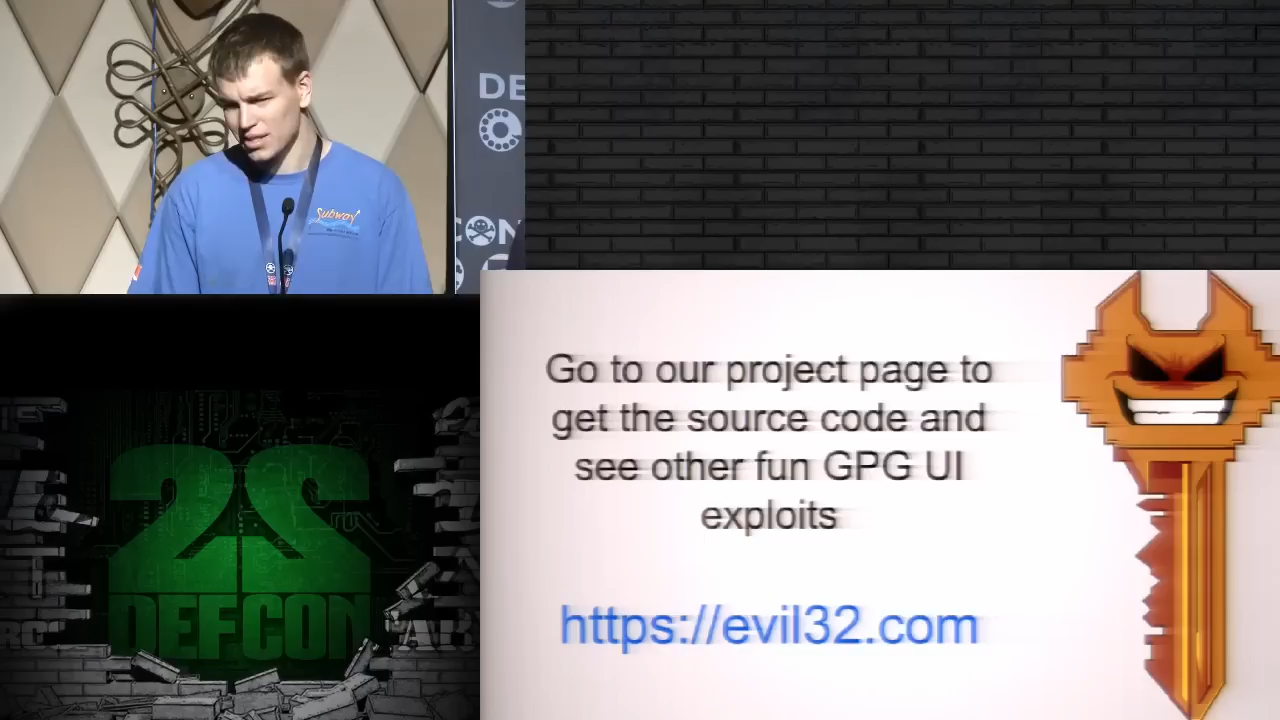 DE
Subway
CON
Go to our project page to
get the source code and
see other fun GPG UI
exploits
https://evil32.com
22
DEFCON